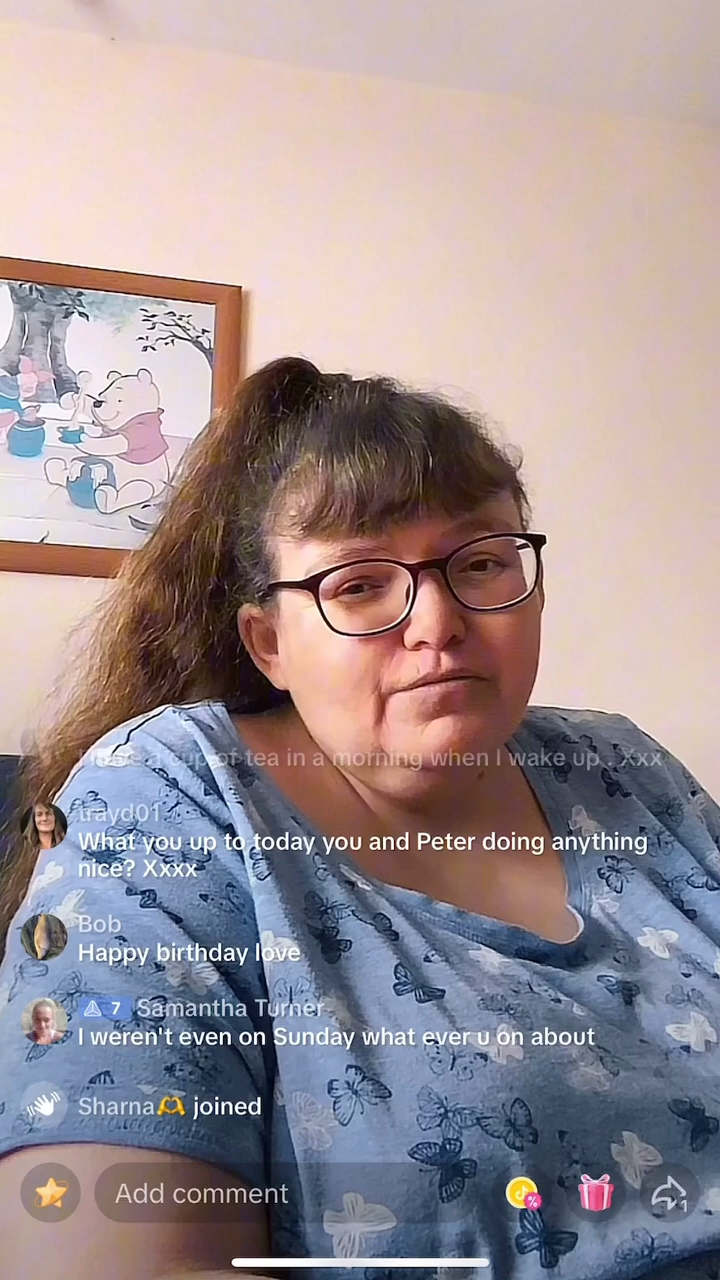 a cup of tea in a morning when I wake up . Xxx
trayd01
What you up to today you and Peter doing anything
nice? Xxxx
Bob
Happy birthday love
7 Samantha Turner
I weren't even on Sunday what ever u on about
Sharna🫶 joined
Add comment
1